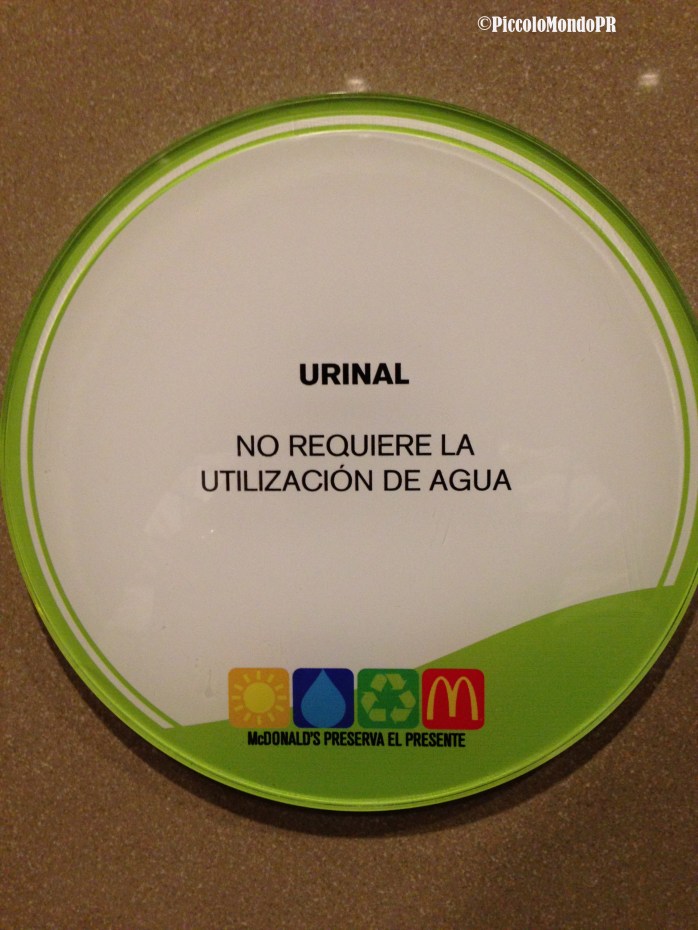 ©PiccoloMondoPR
URINAL
NO REQUIERE LA
UTILIZACIÓN DE AGUA
McDONALD'S PRESERVA EL PRESENTE